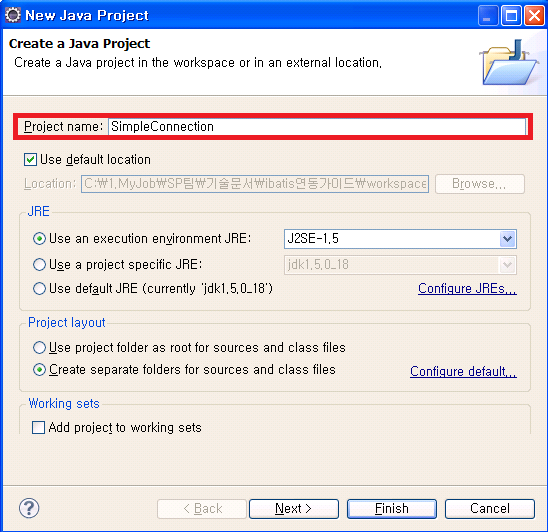 New Java Project
Create a Java Project
Create a Java project in the workspace or in an external location.
Project name: SimpleConnection
Use default location
Location: C:₩1.MyJob₩SP팀₩기술문서₩Ibatis연동가이드₩workspace Browse...
JRE
Use an execution environment JRE: J2SE-1.5
Use a project specific JRE: jdk1.5.0_18
Use default JRE (currently 'jdk1.5.0_18') Configure JREs...
Project layout
Use project folder as root for sources and class files
Create separate folders for sources and class files Configure default...
Working sets
Add project to working sets
? < Back Next > Finish Cancel